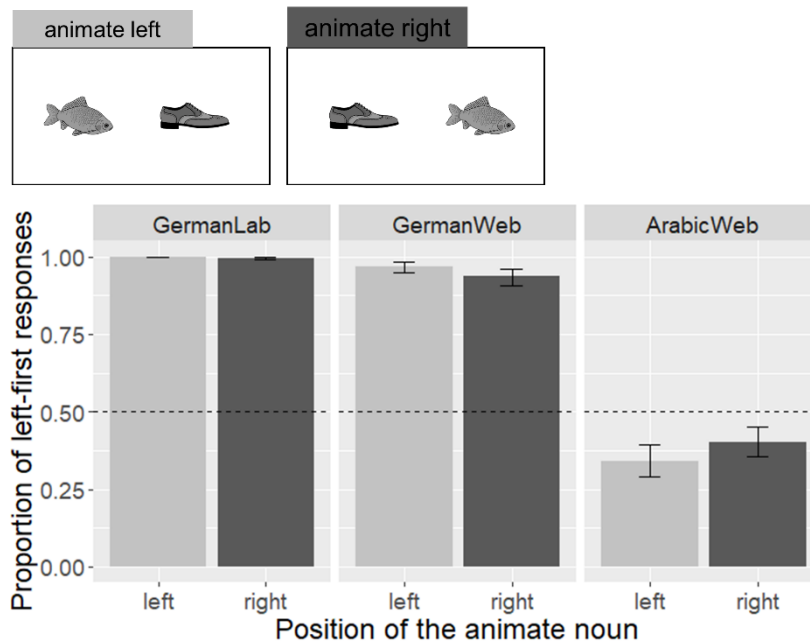 animate left
animate right
Proportion of left-first responses
GermanLab
GermanWeb
ArabicWeb
1.00
0.75
0.50
0.25
0.00
left
right
left
right
left
right
Position of the animate noun